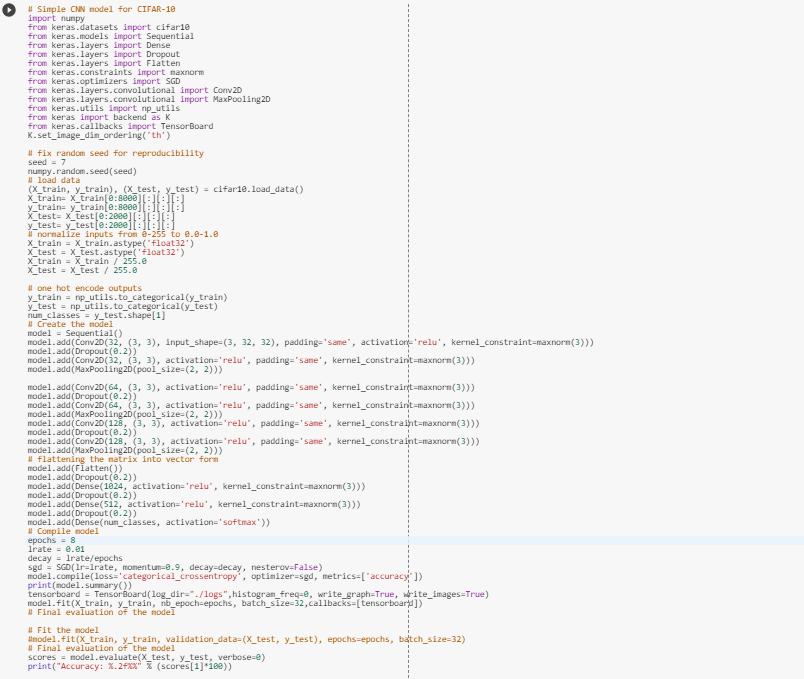 # Simple CNN model for CIFAR-10
import numpy
from keras.datasets import cifar10
from keras.models import Sequential
from keras.layers import Dense
from keras.layers import Dropout
from keras.layers import Flatten
from keras.constraints import maxnorm
from keras.optimizers import SGD
from keras.layers.convolutional import Conv2D
from keras.layers.convolutional import MaxPooling2D
from keras.utils import np_utils
from keras import backend as K
from keras.callbacks import TensorBoard
K.set_image_dim_ordering('th')
# fix random seed for reproducibility
seed = 7
numpy.random.seed(seed)
# load data
(X_train, y_train), (X_test, y_test) = cifar10.load_data()
X_train= X_train[0:8000][:][:][:]
y_train= y_train[0:8000][:][:][:]
X_test= X_test[0:2000][:][:][:]
y_test= y_test[0:2000][:][:][:]
# normalize inputs from 0-255 to 0.0-1.0
X_train = X_train.astype('float32')
X_test = X_test.astype('float32')
X_train = X_train / 255.0
X_test = X_test / 255.0
# one hot encode outputs
y_train = np_utils.to_categorical(y_train)
y_test = np_utils.to_categorical(y_test)
num_classes = y_test.shape[1]
# Create the model
model = Sequential()
model.add(Conv2D(32, (3, 3), input_shape=(3, 32, 32), padding='same', activation='relu', kernel_constraint=maxnorm(3)))
model.add(Dropout(0.2))
model.add(Conv2D(32, (3, 3), activation='relu', padding='same', kernel_constraint=maxnorm(3)))
model.add(MaxPooling2D(pool_size=(2, 2)))
model.add(Conv2D(64, (3, 3), activation='relu', padding='same', kernel_constraint=maxnorm(3)))
model.add(Dropout(0.2))
model.add(Conv2D(64, (3, 3), activation='relu', padding='same', kernel_constraint=maxnorm(3)))
model.add(MaxPooling2D(pool_size=(2, 2)))
model.add(Conv2D(128, (3, 3), activation='relu', padding='same', kernel_constraint=maxnorm(3)))
model.add(Dropout(0.2))
model.add(Conv2D(128, (3, 3), activation='relu', padding='same', kernel_constraint=maxnorm(3)))
model.add(MaxPooling2D(pool_size=(2, 2)))
# flattening the matrix into vector form
model.add(Flatten())
model.add(Dropout(0.2))
model.add(Dense(1024, activation='relu', kernel_constraint=maxnorm(3)))
model.add(Dropout(0.2))
model.add(Dense(512, activation='relu', kernel_constraint=maxnorm(3)))
model.add(Dropout(0.2))
model.add(Dense(num_classes, activation='softmax'))
# Compile model
epochs = 8
lrate = 0.01
decay = lrate/epochs
sgd = SGD(lr=lrate, momentum=0.9, decay=decay, nesterov=False)
model.compile(loss='categorical_crossentropy', optimizer=sgd, metrics=['accuracy'])
print(model.summary())
tensorboard = TensorBoard(log_dir="./logs",histogram_freq=0, write_graph=True, write_images=True)
model.fit(X_train, y_train, nb_epoch=epochs, batch_size=32,callbacks=[tensorboard])
# Final evaluation of the model
# Fit the model
#model.fit(X_train, y_train, validation_data=(X_test, y_test), epochs=epochs, batch_size=32)
# Final evaluation of the model
scores = model.evaluate(X_test, y_test, verbose=0)
print("Accuracy: %.2f%%" % (scores[1]*100))